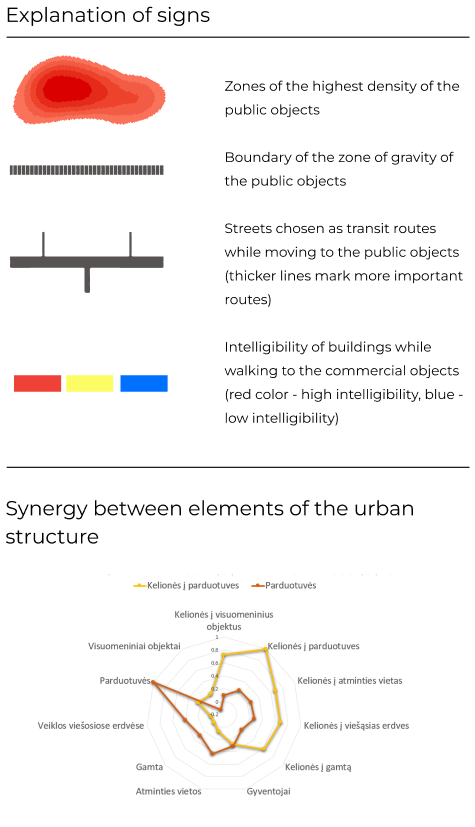 Explanation of signs
Zones of the highest density of the
public objects
Boundary of the zone of gravity of
the public objects
Streets chosen as transit routes
while moving to the public objects
(thicker lines mark more important
routes)
Intelligibility of buildings while
walking to the commercial objects
(red color - high intelligibility, blue -
low intelligibility)
Synergy between elements of the urban
structure
Kelionės į parduotuves
Parduotuvės
Kelionės į visuomeninius
objektus
Visuomeniniai objektai
Kelionės į parduotuves
Parduotuvės
Kelionės į atminties vietas
Veiklos viešosiose erdvėse
Kelionės į viešąsias erdves
Gamta
Kelionės į gamtą
Atminties vietos
Gyventojai
1
0.8
0.6
0.4
0.2
0
-0.2